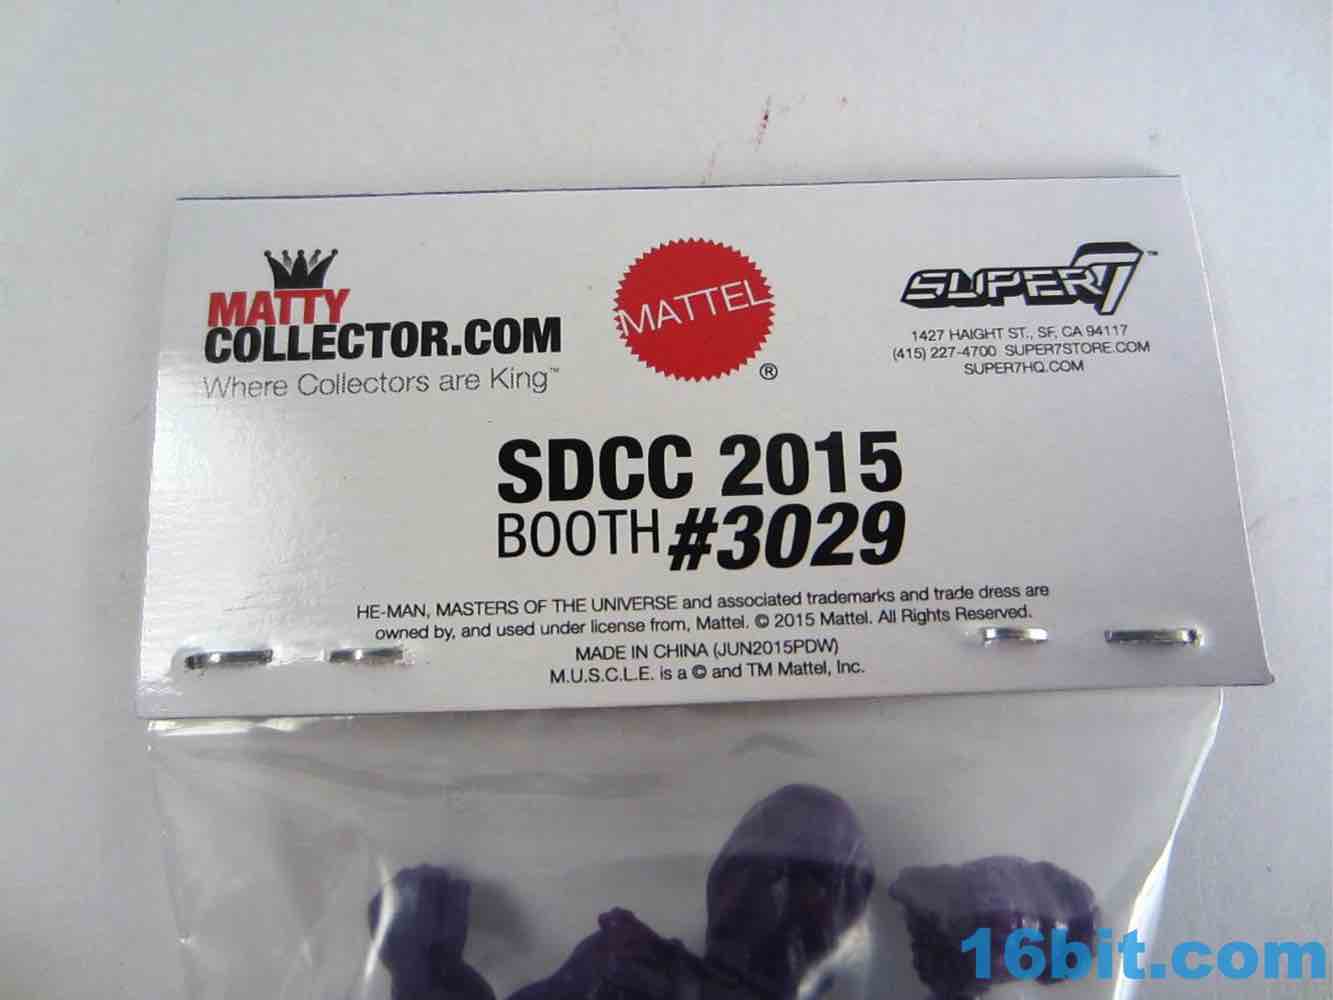 MATTY
COLLECTOR.COM
Where Collectors are King™
MATTEL
®
SUPER7™
1427 HAIGHT ST., SF, CA 94117
(415) 227-4700 SUPER7STORE.COM
SUPER7HQ.COM
SDCC 2015
BOOTH #3029
HE-MAN, MASTERS OF THE UNIVERSE and associated trademarks and trade dress are
owned by, and used under license from, Mattel. © 2015 Mattel. All Rights Reserved.
MADE IN CHINA (JUN2015PDW)
M.U.S.C.L.E. is a © and TM Mattel, Inc.
16bit.com